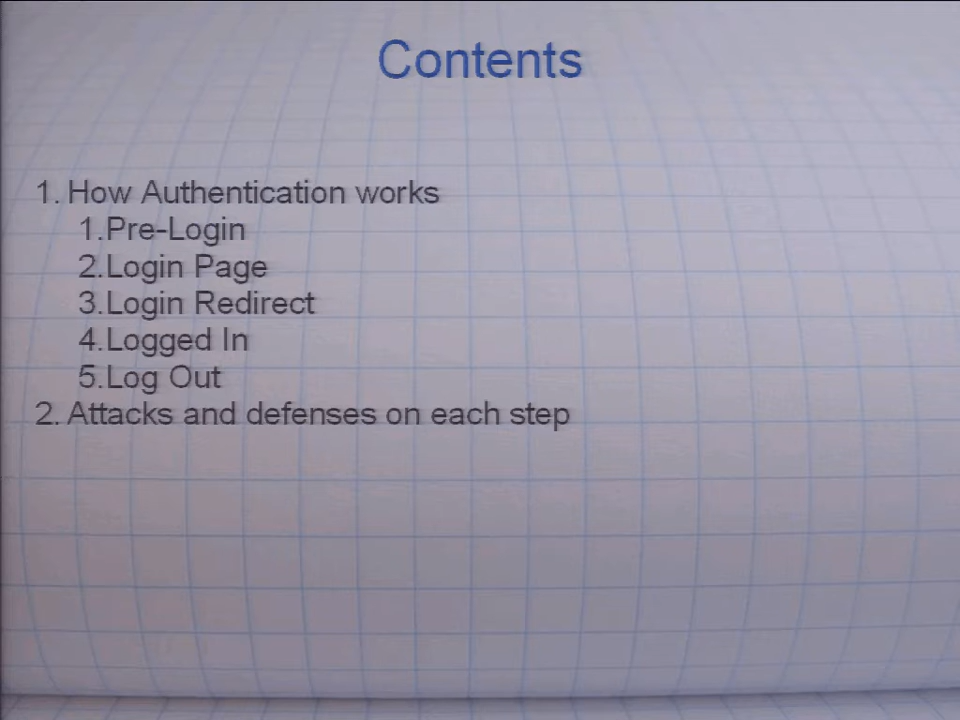 Contents
1. How Authentication works
1.Pre-Login
2.Login Page
3.Login Redirect
4.Logged In
5.Log Out
2. Attacks and defenses on each step